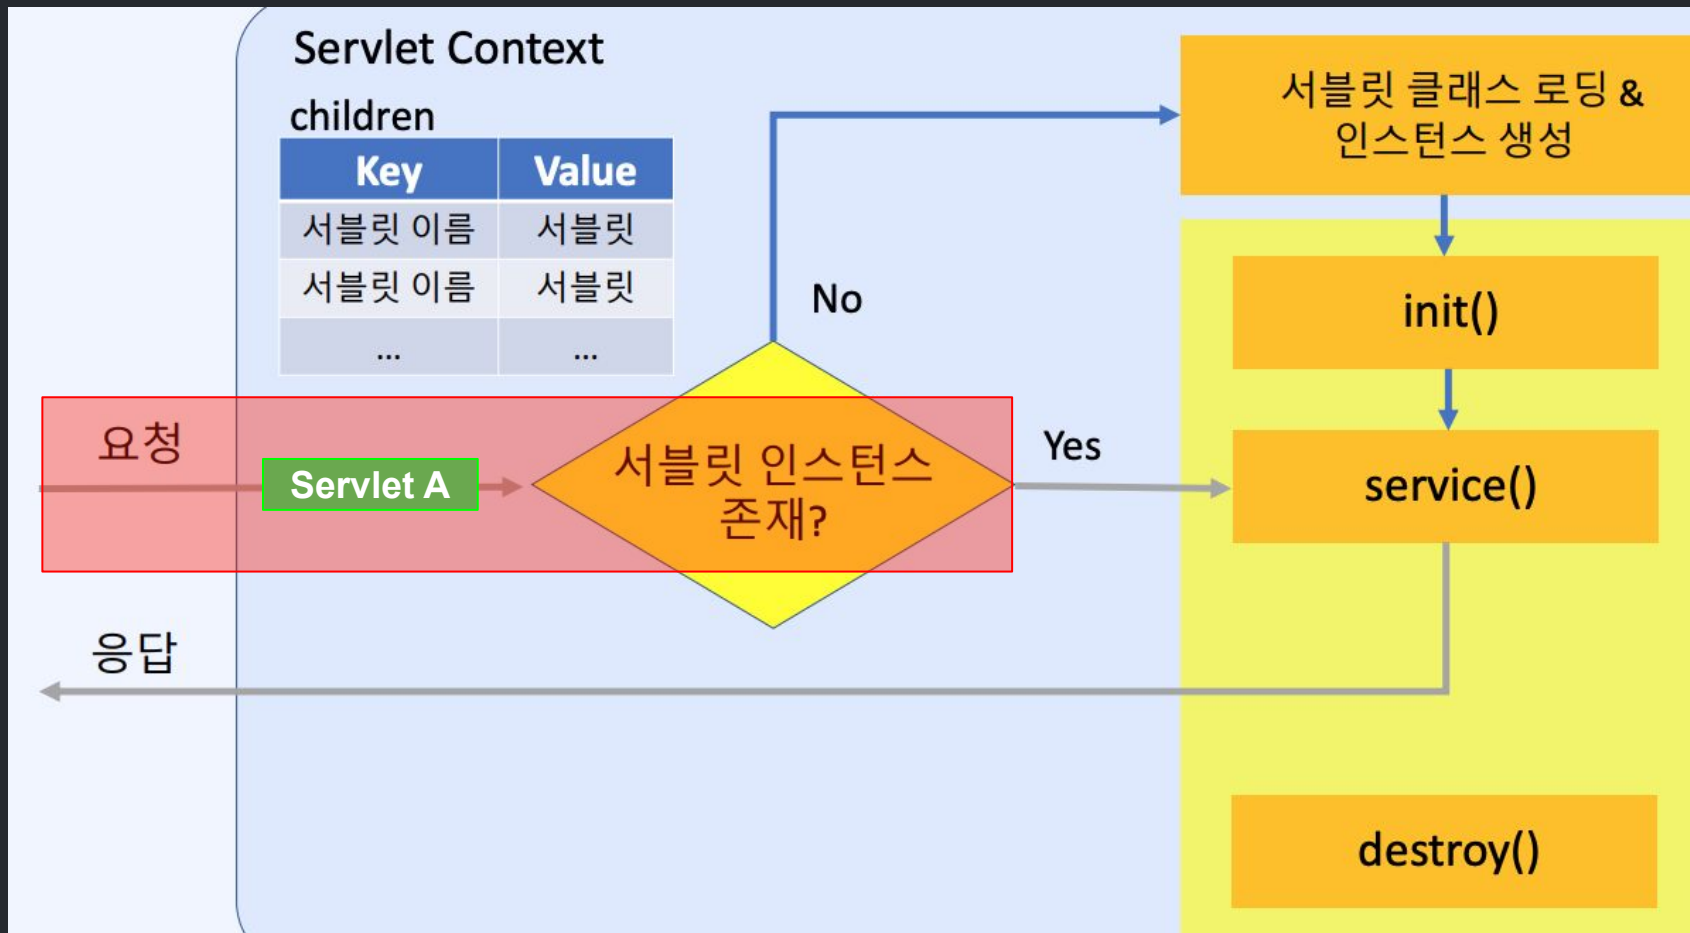 Servlet Context
children
Key Value
서블릿 이름 서블릿
서블릿 이름 서블릿
... ...
서블릿 클래스 로딩 &
인스턴스 생성
No
init()
요청
Servlet A
서블릿 인스턴스
존재?
Yes
service()
응답
destroy()